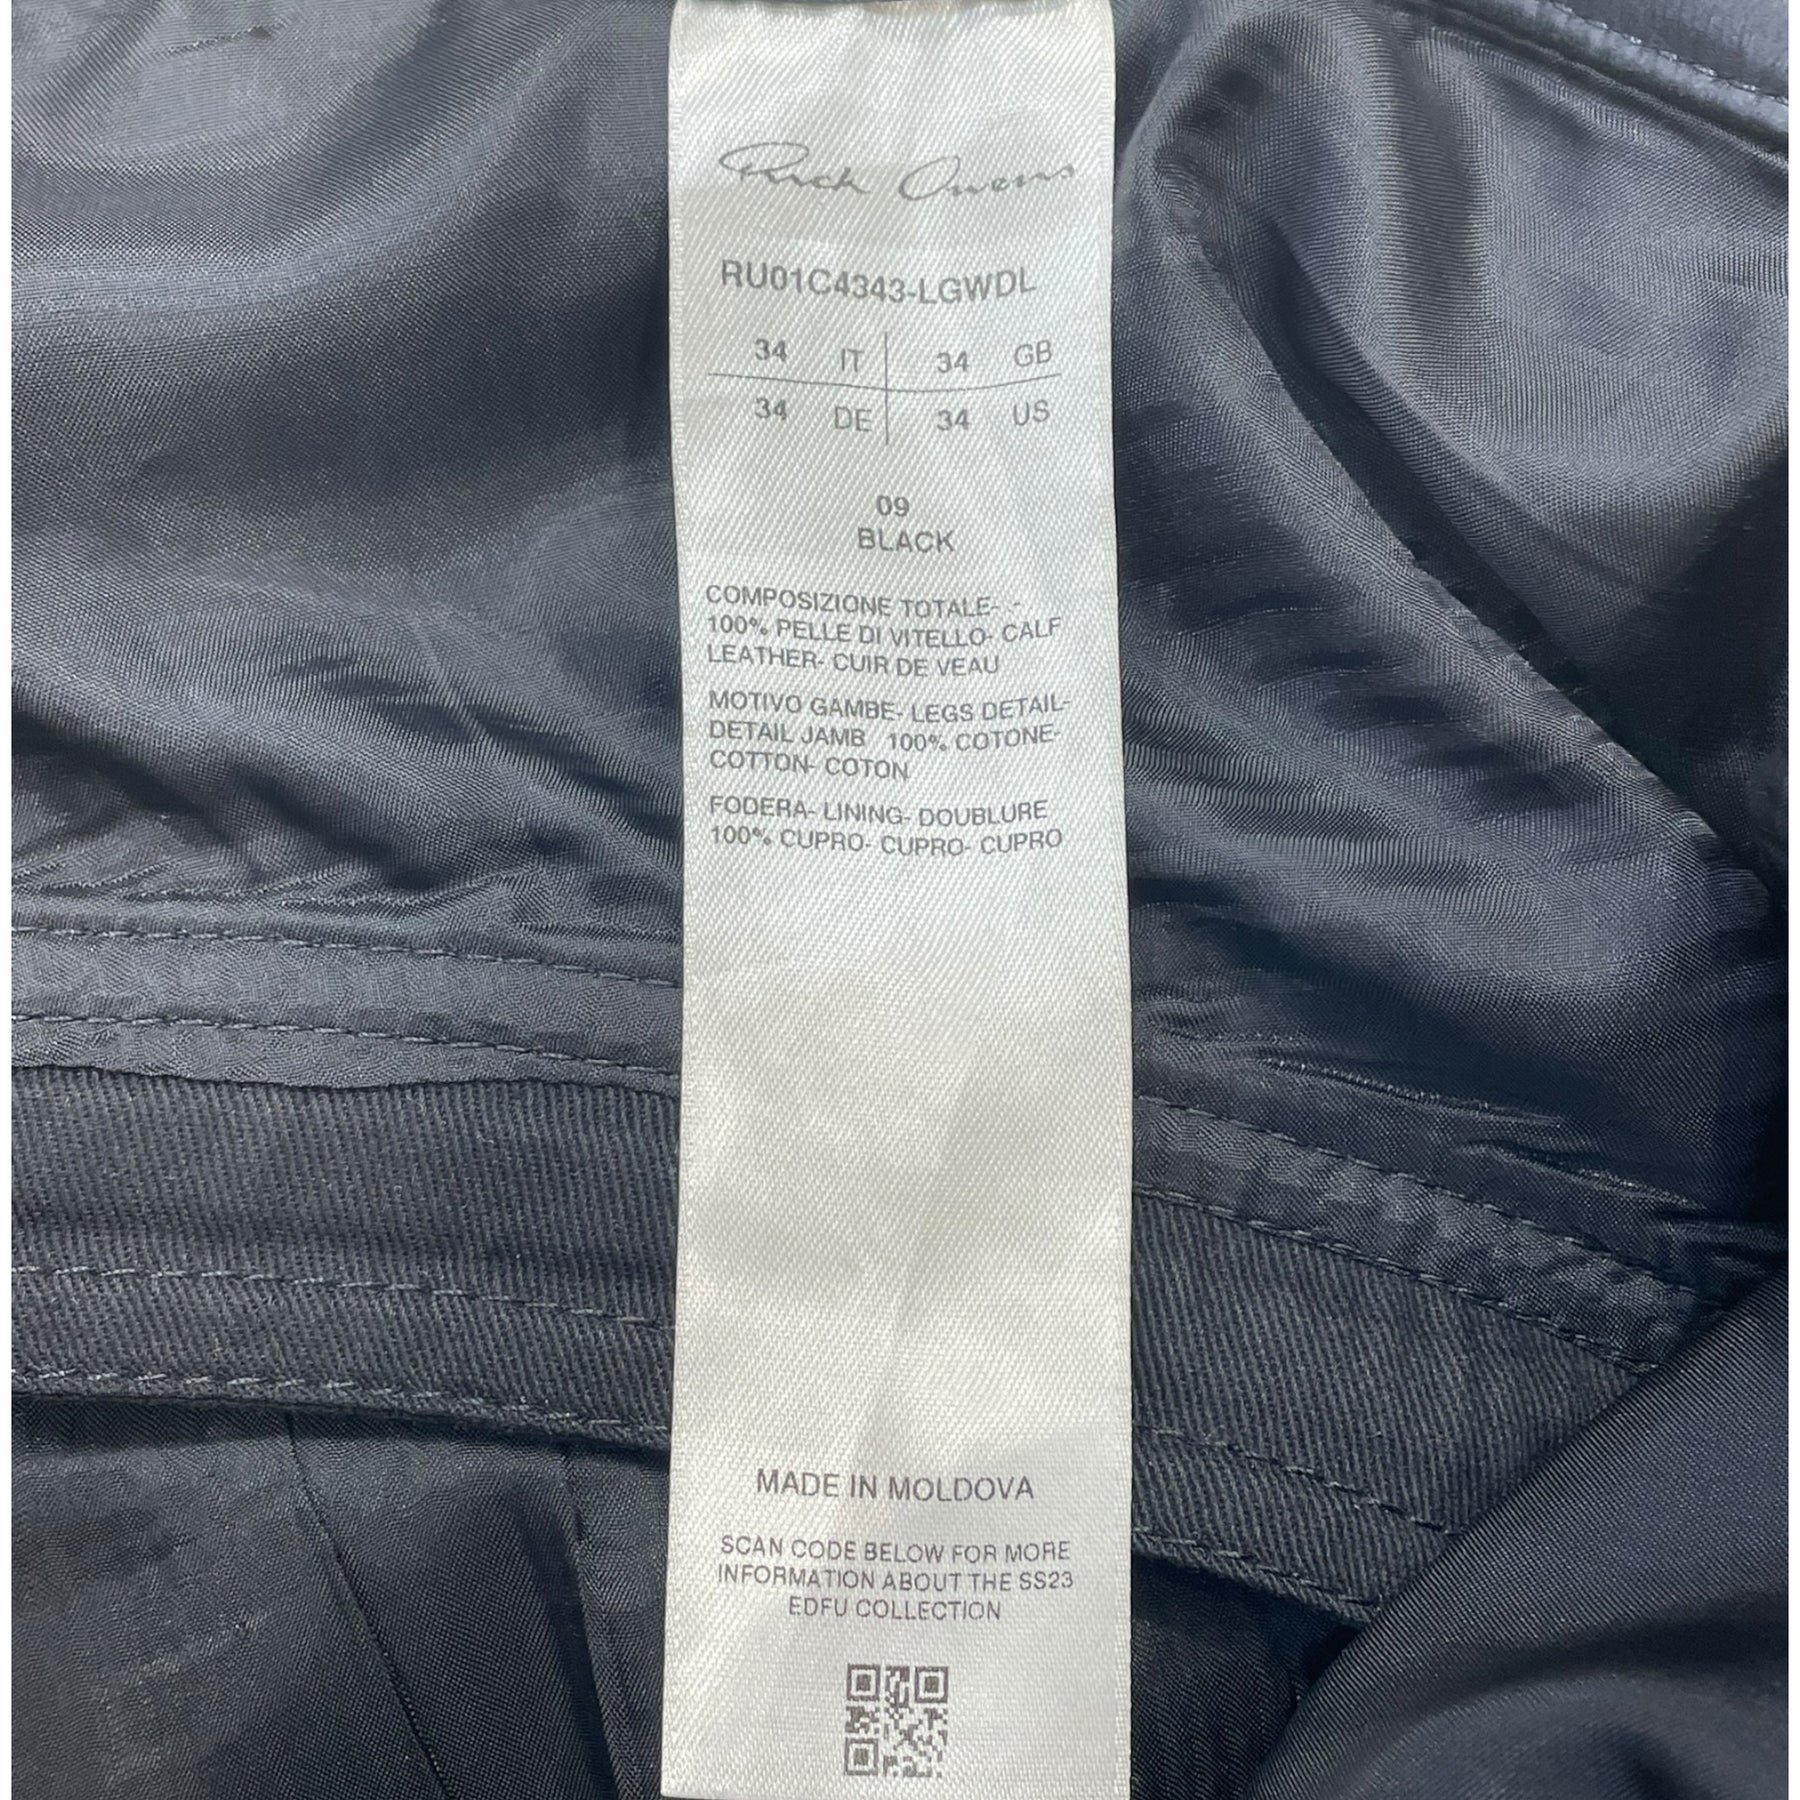 Rick Owens
RU01C4343-LGWDL
34 IT 34 GB
34 DE 34 US
09
BLACK
COMPOSIZIONE TOTALE- -
100% PELLE DI VITELLO- CALF
LEATHER- CUIR DE VEAU
MOTIVO GAMBE- LEGS DETAIL-
DETAIL JAMB 100% COTONE-
COTTON- COTON
FODERA- LINING- DOUBLURE
100% CUPRO- CUPRO- CUPRO
MADE IN MOLDOVA
SCAN CODE BELOW FOR MORE
INFORMATION ABOUT THE SS23
EDFU COLLECTION